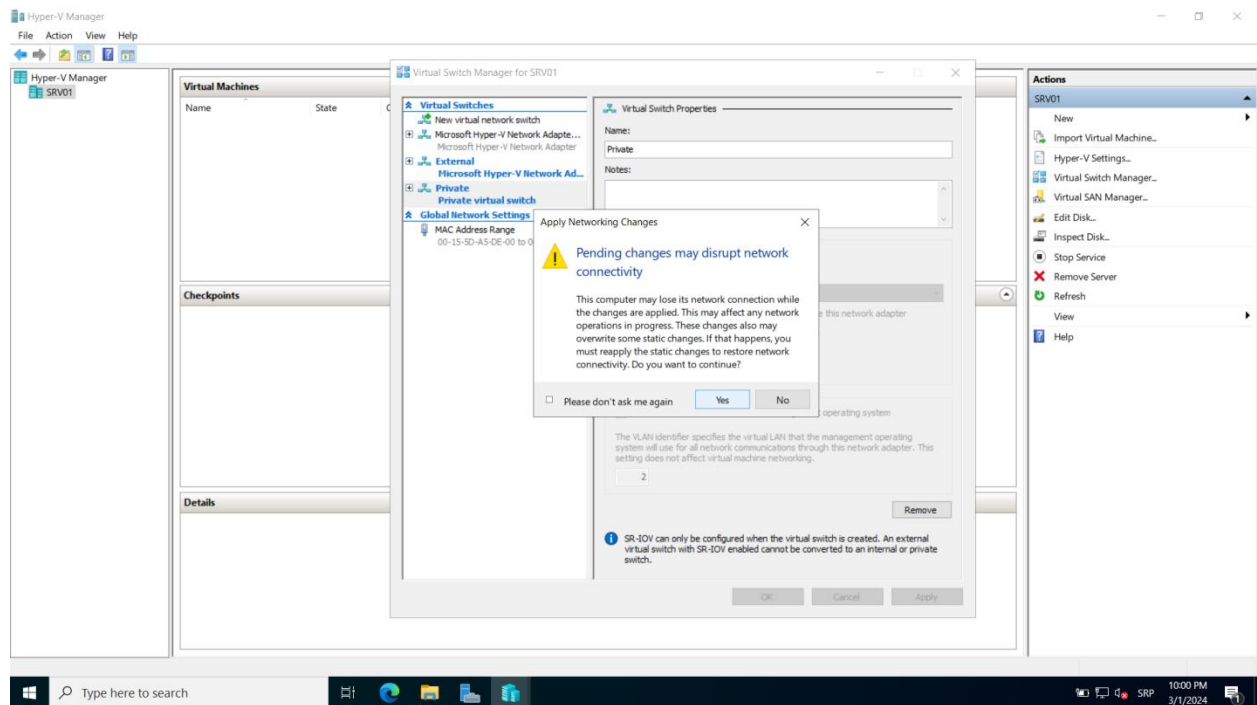 Hyper-V Manager
File Action View Help
Hyper-V Manager
SRV01
Virtual Machines
Name State
Checkpoints
Details
Virtual Switch Manager for SRV01
Virtual Switches
New virtual network switch
Microsoft Hyper-V Network Adapte...
Microsoft Hyper-V Network Adapter
External
Microsoft Hyper-V Network Ad...
Private
Private virtual switch
Global Network Settings
MAC Address Range
00-15-5D-A5-DE-00 to 0
Virtual Switch Properties
Name:
Private
Notes:
Apply Networking Changes
Pending changes may disrupt network
connectivity
This computer may lose its network connection while
the changes are applied. This may affect any network
operations in progress. These changes also may
overwrite some static changes. If that happens, you
must reapply the static changes to restore network
connectivity. Do you want to continue?
Please don't ask me again Yes No
this network adapter
operating system
The VLAN identifier specifies the virtual LAN that the management operating
system will use for all network communications through this network adapter. This
setting does not affect virtual machine networking.
2
Remove
SR-IOV can only be configured when the virtual switch is created. An external
virtual switch with SR-IOV enabled cannot be converted to an internal or private
switch.
OK Cancel Apply
Actions
SRV01
New
Import Virtual Machine...
Hyper-V Settings...
Virtual Switch Manager...
Virtual SAN Manager...
Edit Disk...
Inspect Disk...
Stop Service
Remove Server
Refresh
View
Help
Type here to search
SRP
10:00 PM
3/1/2024
1